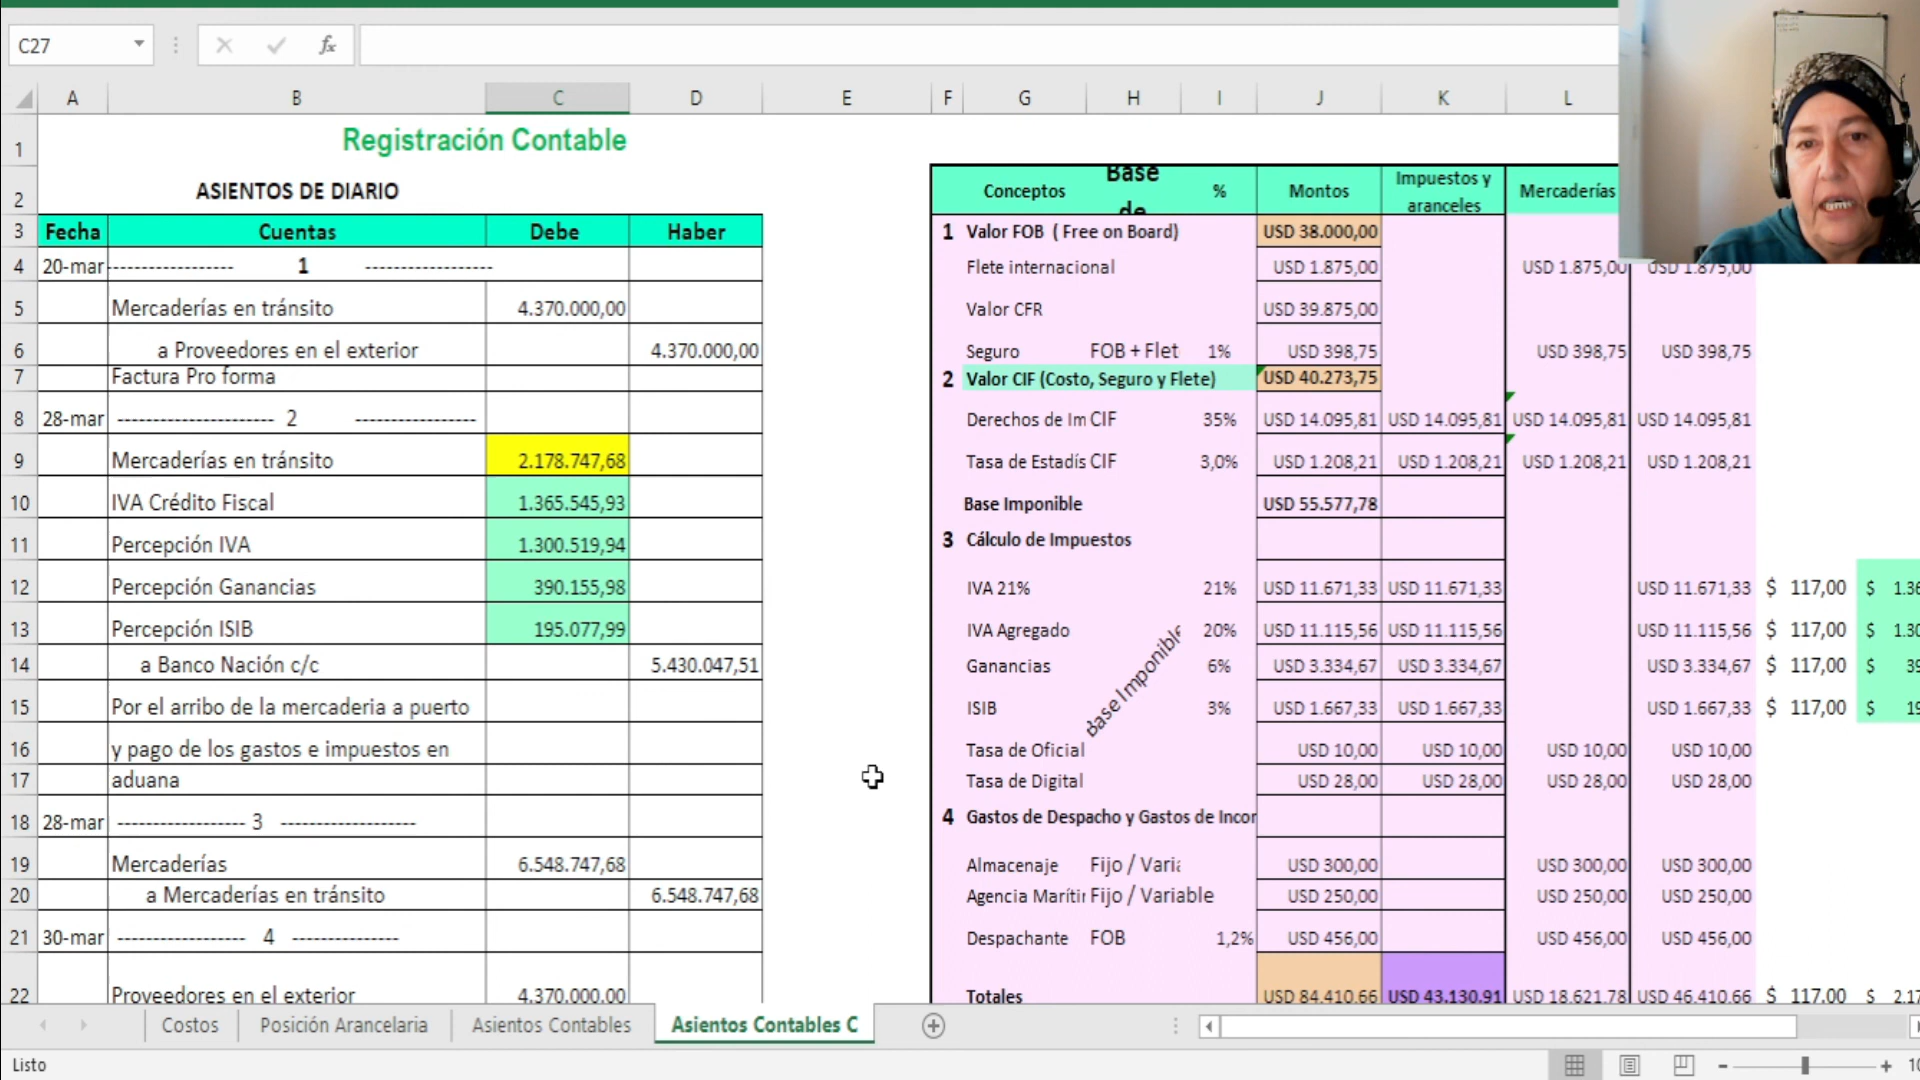 C27
fx
A B C D E F G H I J K L
1 Registración Contable
2 ASIENTOS DE DIARIO
3 Fecha Cuentas Debe Haber
4 20-mar ------------------ 1 ------------------
5 Mercaderías en tránsito 4.370.000,00
6 a Proveedores en el exterior 4.370.000,00
7 Factura Pro forma
8 28-mar ---------------------- 2 -----------------
9 Mercaderías en tránsito 2.178.747,68
10 IVA Crédito Fiscal 1.365.545,93
11 Percepción IVA 1.300.519,94
12 Percepción Ganancias 390.155,98
13 Percepción ISIB 195.077,99
14 a Banco Nación c/c 5.430.047,51
15 Por el arribo de la mercaderia a puerto
16 y pago de los gastos e impuestos en
17 aduana
18 28-mar ------------------ 3 -------------------
19 Mercaderías 6.548.747,68
20 a Mercaderías en tránsito 6.548.747,68
21 30-mar ------------------ 4 ---------------
22 Proveedores en el exterior 4.370.000,00
Conceptos Base de % Montos Impuestos y aranceles Mercaderías
1 Valor FOB ( Free on Board) USD 38.000,00
Flete internacional USD 1.875,00 USD 1.875,00 USD 1.875,00
Valor CFR USD 39.875,00
Seguro FOB + Flet 1% USD 398,75 USD 398,75 USD 398,75
2 Valor CIF (Costo, Seguro y Flete) USD 40.273,75
Derechos de Im CIF 35% USD 14.095,81 USD 14.095,81 USD 14.095,81 USD 14.095,81
Tasa de Estadís CIF 3,0% USD 1.208,21 USD 1.208,21 USD 1.208,21 USD 1.208,21
Base Imponible USD 55.577,78
3 Cálculo de Impuestos
IVA 21% 21% USD 11.671,33 USD 11.671,33 USD 11.671,33 $ 117,00 $ 1.36
IVA Agregado 20% USD 11.115,56 USD 11.115,56 USD 11.115,56 $ 117,00 $ 1.30
Base Imponible
Ganancias 6% USD 3.334,67 USD 3.334,67 USD 3.334,67 $ 117,00 $ 39
ISIB 3% USD 1.667,33 USD 1.667,33 USD 1.667,33 $ 117,00 $ 19
Tasa de Oficial USD 10,00 USD 10,00 USD 10,00 USD 10,00
Tasa de Digital USD 28,00 USD 28,00 USD 28,00 USD 28,00
4 Gastos de Despacho y Gastos de Incor
Almacenaje Fijo / Varia USD 300,00 USD 300,00 USD 300,00
Agencia Marítir Fijo / Variable USD 250,00 USD 250,00 USD 250,00
Despachante FOB 1,2% USD 456,00 USD 456,00 USD 456,00
Totales USD 84.410,66 USD 43.130,91 USD 18.621,78 USD 46.410,66 $ 117,00 $ 2.17
Costos Posición Arancelaria Asientos Contables Asientos Contables C
Listo 10